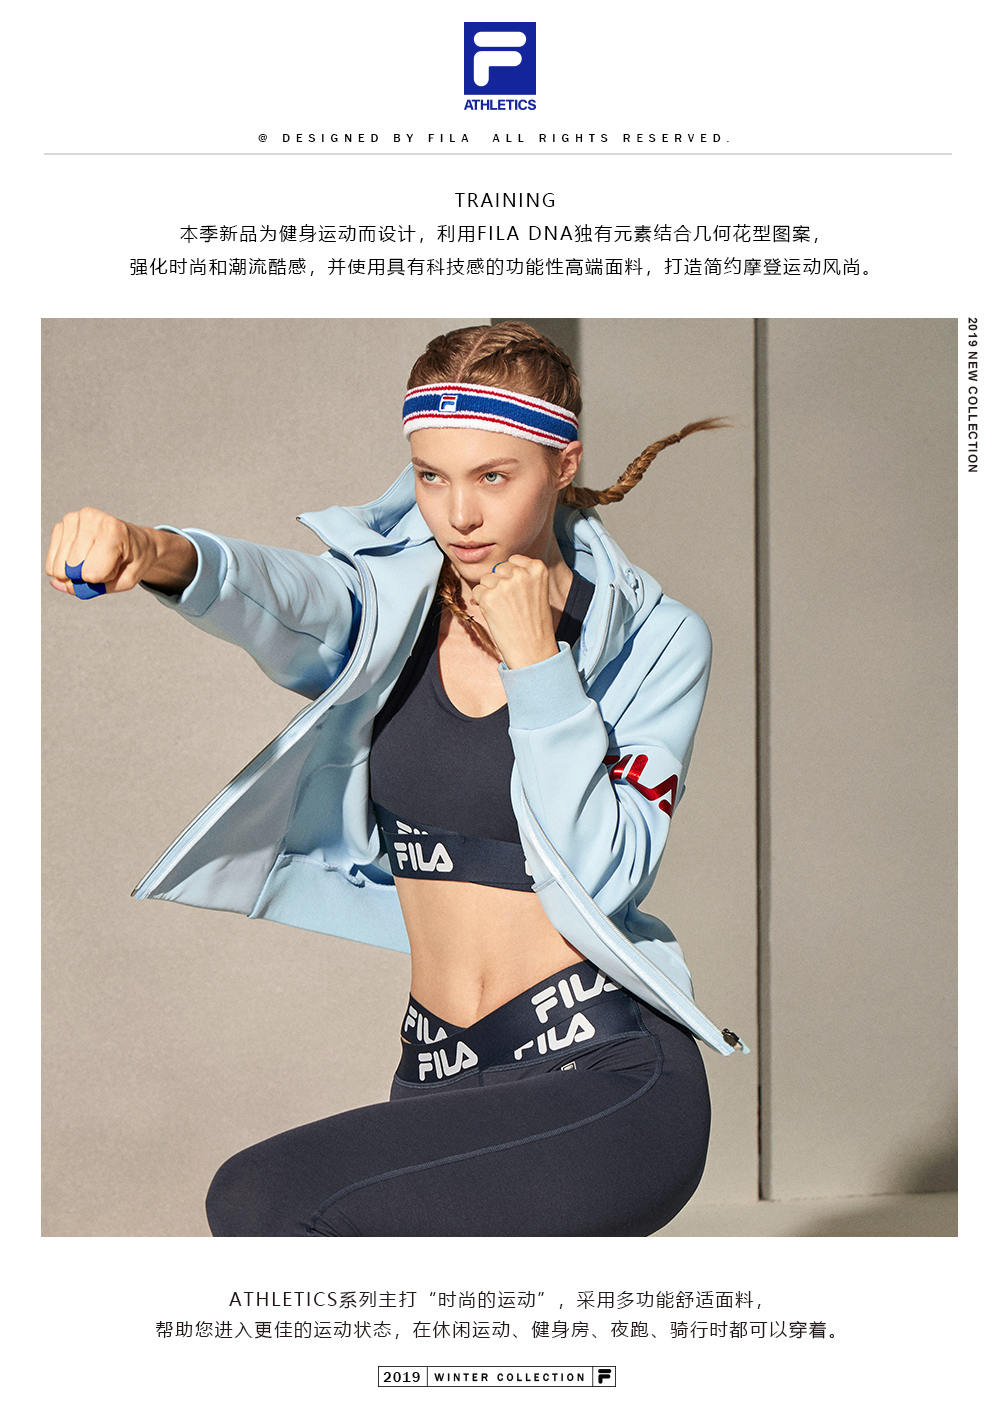 F
ATHLETICS
@ DESIGNED BY FILA ALL RIGHTS RESERVED.
TRAINING
本季新品为健身运动而设计，利用FILA DNA独有元素结合几何花型图案，
强化时尚和潮流酷感，并使用具有科技感的功能性高端面料，打造简约摩登运动风尚。
2019 NEW COLLECTION
F
FILA
FILA
FILA
FILA
FILA
FILA
ATHLETICS系列主打“时尚的运动”，采用多功能舒适面料，
帮助您进入更佳的运动状态，在休闲运动、健身房、夜跑、骑行时都可以穿着。
2019 WINTER COLLECTION F